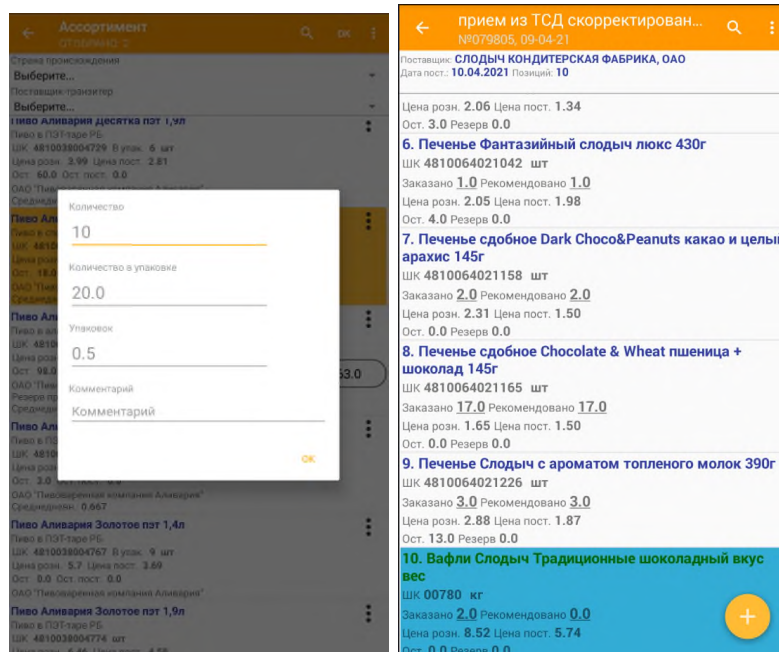 Ассортимент
ОТОБРАНО 2
ОК
Страна происхождения
Выберите...
Поставщик-транзитер
Выберите...
Пиво Аливария Десятка пэт 1,9л
Пиво в ПЭТ-таре РБ
ШК 4810038004729 В упак. 6 шт
Цена розн. 3.99 Цена пост. 2.81
Ост. 60.0 Ост. пост. 0.0
Количество
10
Количество в упаковке
20.0
Упаковок
0.5
Комментарий
Комментарий
ОК
63.0
ОАО "Пивоваренная компания Аливария"
Среднедневн. 0.667
Пиво Аливария Золотое пэт 1,4л
Пиво в ПЭТ-таре РБ
ШК 4810038004767 В упак. 9 шт
Цена розн. 5.7 Цена пост. 3.69
Ост. 0.0 Ост. пост. 0.0
ОАО "Пивоваренная компания Аливария"
Пиво Аливария Золотое пэт 1,9л
Пиво в ПЭТ-таре РБ
ШК 4810038004774 шт
прием из ТСД скорректирован...
№079805, 09-04-21
Поставщик: СЛОДЫЧ КОНДИТЕРСКАЯ ФАБРИКА, ОАО
Дата пост.: 10.04.2021 Позиций: 10
Цена розн. 2.06 Цена пост. 1.34
Ост. 3.0 Резерв 0.0
6. Печенье Фантазийный слодыч люкс 430г
ШК 4810064021042 шт
Заказано 1.0 Рекомендовано 1.0
Цена розн. 2.05 Цена пост. 1.98
Ост. 4.0 Резерв 0.0
7. Печенье сдобное Dark Choco&Peanuts какао и целый
арахис 145г
ШК 4810064021158 шт
Заказано 2.0 Рекомендовано 2.0
Цена розн. 2.31 Цена пост. 1.50
Ост. 0.0 Резерв 0.0
8. Печенье сдобное Chocolate & Wheat пшеница +
шоколад 145г
ШК 4810064021165 шт
Заказано 17.0 Рекомендовано 17.0
Цена розн. 1.65 Цена пост. 1.50
Ост. 0.0 Резерв 0.0
9. Печенье Слодыч с ароматом топленого молок 390г
ШК 4810064021226 шт
Заказано 3.0 Рекомендовано 3.0
Цена розн. 2.88 Цена пост. 1.87
Ост. 13.0 Резерв 0.0
10. Вафли Слодыч Традиционные шоколадный вкус
вес
ШК 00780 кг
Заказано 2.0 Рекомендовано 0.0
Цена розн. 8.52 Цена пост. 5.74
Ост. 0.0 Резерв 0.0